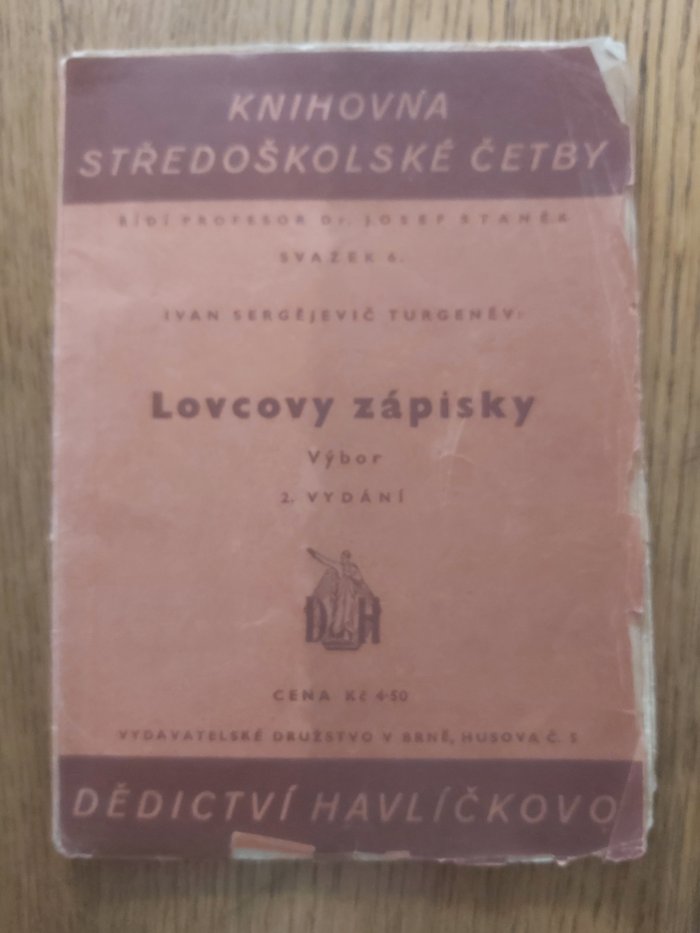 KNIHOVNA
STŘEDOŠKOLSKÉ ČETBY
ŘÍDÍ PROFESOR Dr. JOSEF STANĚK
SVAZEK 6.
IVAN SERGĚJEVIČ TURGENĚV:
Lovcovy zápisky
Výbor
2. VYDÁNÍ
D H
CENA Kč 4·50
VYDAVATELSKÉ DRUŽSTVO V BRNĚ, HUSOVA Č. 5
DĚDICTVÍ HAVLÍČKOVO